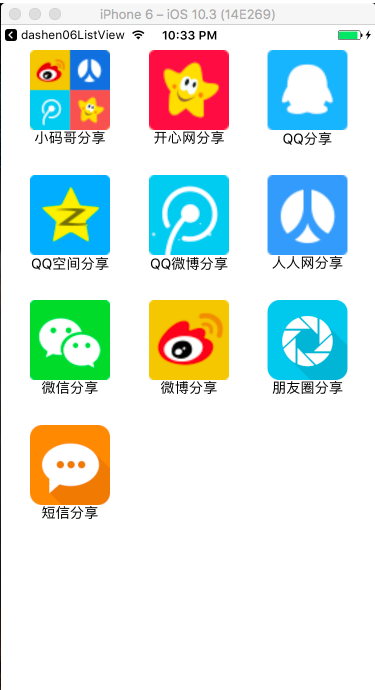 iPhone 6 – iOS 10.3 (14E269)
dashen06ListView 10:33 PM
小码哥分享 开心网分享 QQ分享
QQ空间分享 QQ微博分享 人人网分享
微信分享 微博分享 朋友圈分享
短信分享